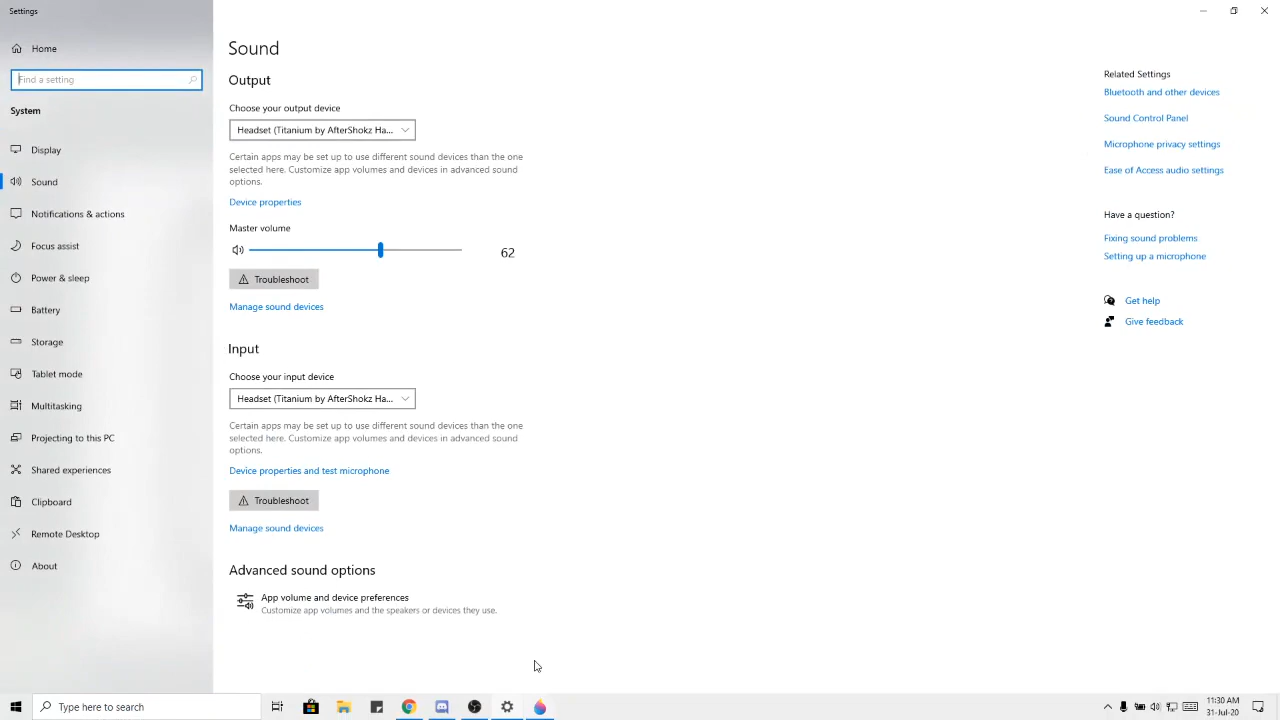 Settings
Home
Find a setting
System
Display
Sound
Notifications & actions
Focus assist
Power & sleep
Battery
Storage
Tablet mode
Multitasking
Projecting to this PC
Shared experiences
Clipboard
Remote Desktop
About
Sound
Output
Choose your output device
Headset (Titanium by AfterShokz Ha...
Certain apps may be set up to use different sound devices than the one
selected here. Customize app volumes and devices in advanced sound
options.
Device properties
Master volume
62
Troubleshoot
Manage sound devices
Input
Choose your input device
Headset (Titanium by AfterShokz Ha...
Certain apps may be set up to use different sound devices than the one
selected here. Customize app volumes and devices in advanced sound
options.
Device properties and test microphone
Troubleshoot
Manage sound devices
Advanced sound options
App volume and device preferences
Customize app volumes and the speakers or devices they use.
Related Settings
Bluetooth and other devices
Sound Control Panel
Microphone privacy settings
Ease of Access audio settings
Have a question?
Fixing sound problems
Setting up a microphone
Get help
Give feedback
Type here to search
11:30 AM
31-Jul-20